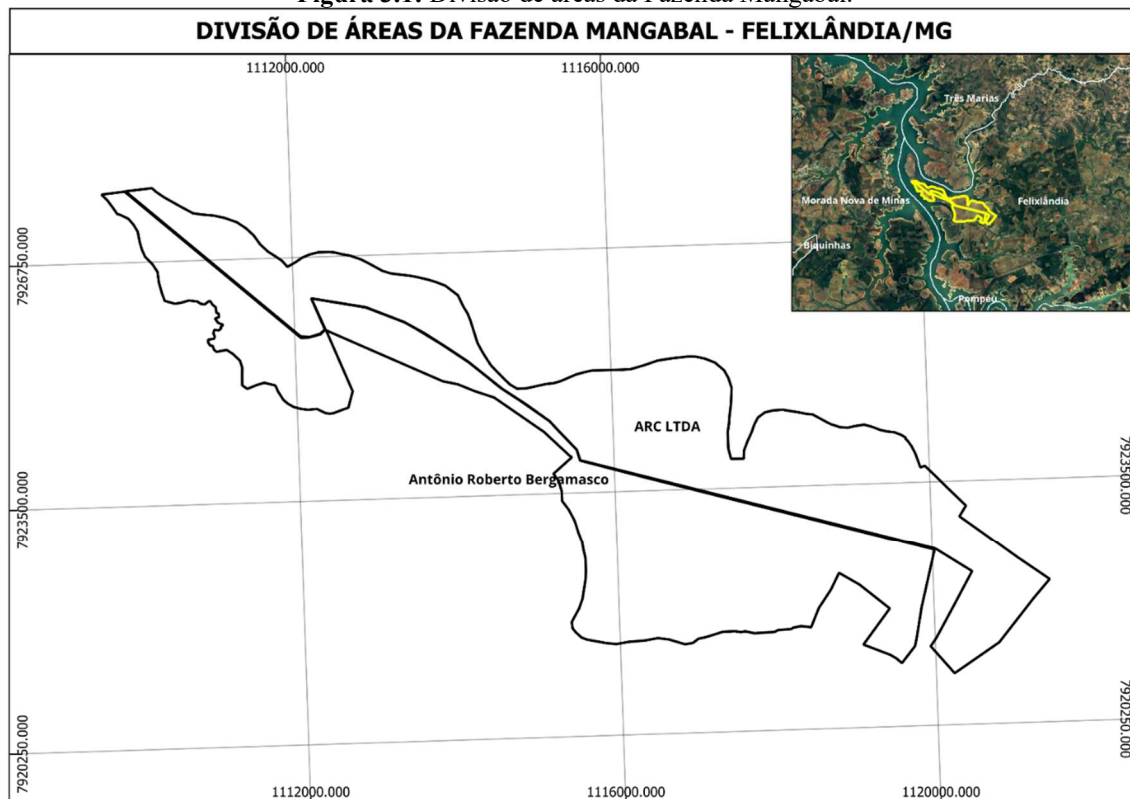 Figura 3.1: Divisão de áreas da Fazenda Mangabal.
DIVISÃO DE ÁREAS DA FAZENDA MANGABAL - FELIXLÂNDIA/MG
1112000.000
1116000.000
Três Marias
Morada Nova de Minas
Felixlândia
Biquinhas
Pompéu
7926750.000
ARC LTDA
Antônio Roberto Bergamasco
7923500.000
7923500.000
7920250.000
7920250.000
1112000.000
1116000.000
1120000.000